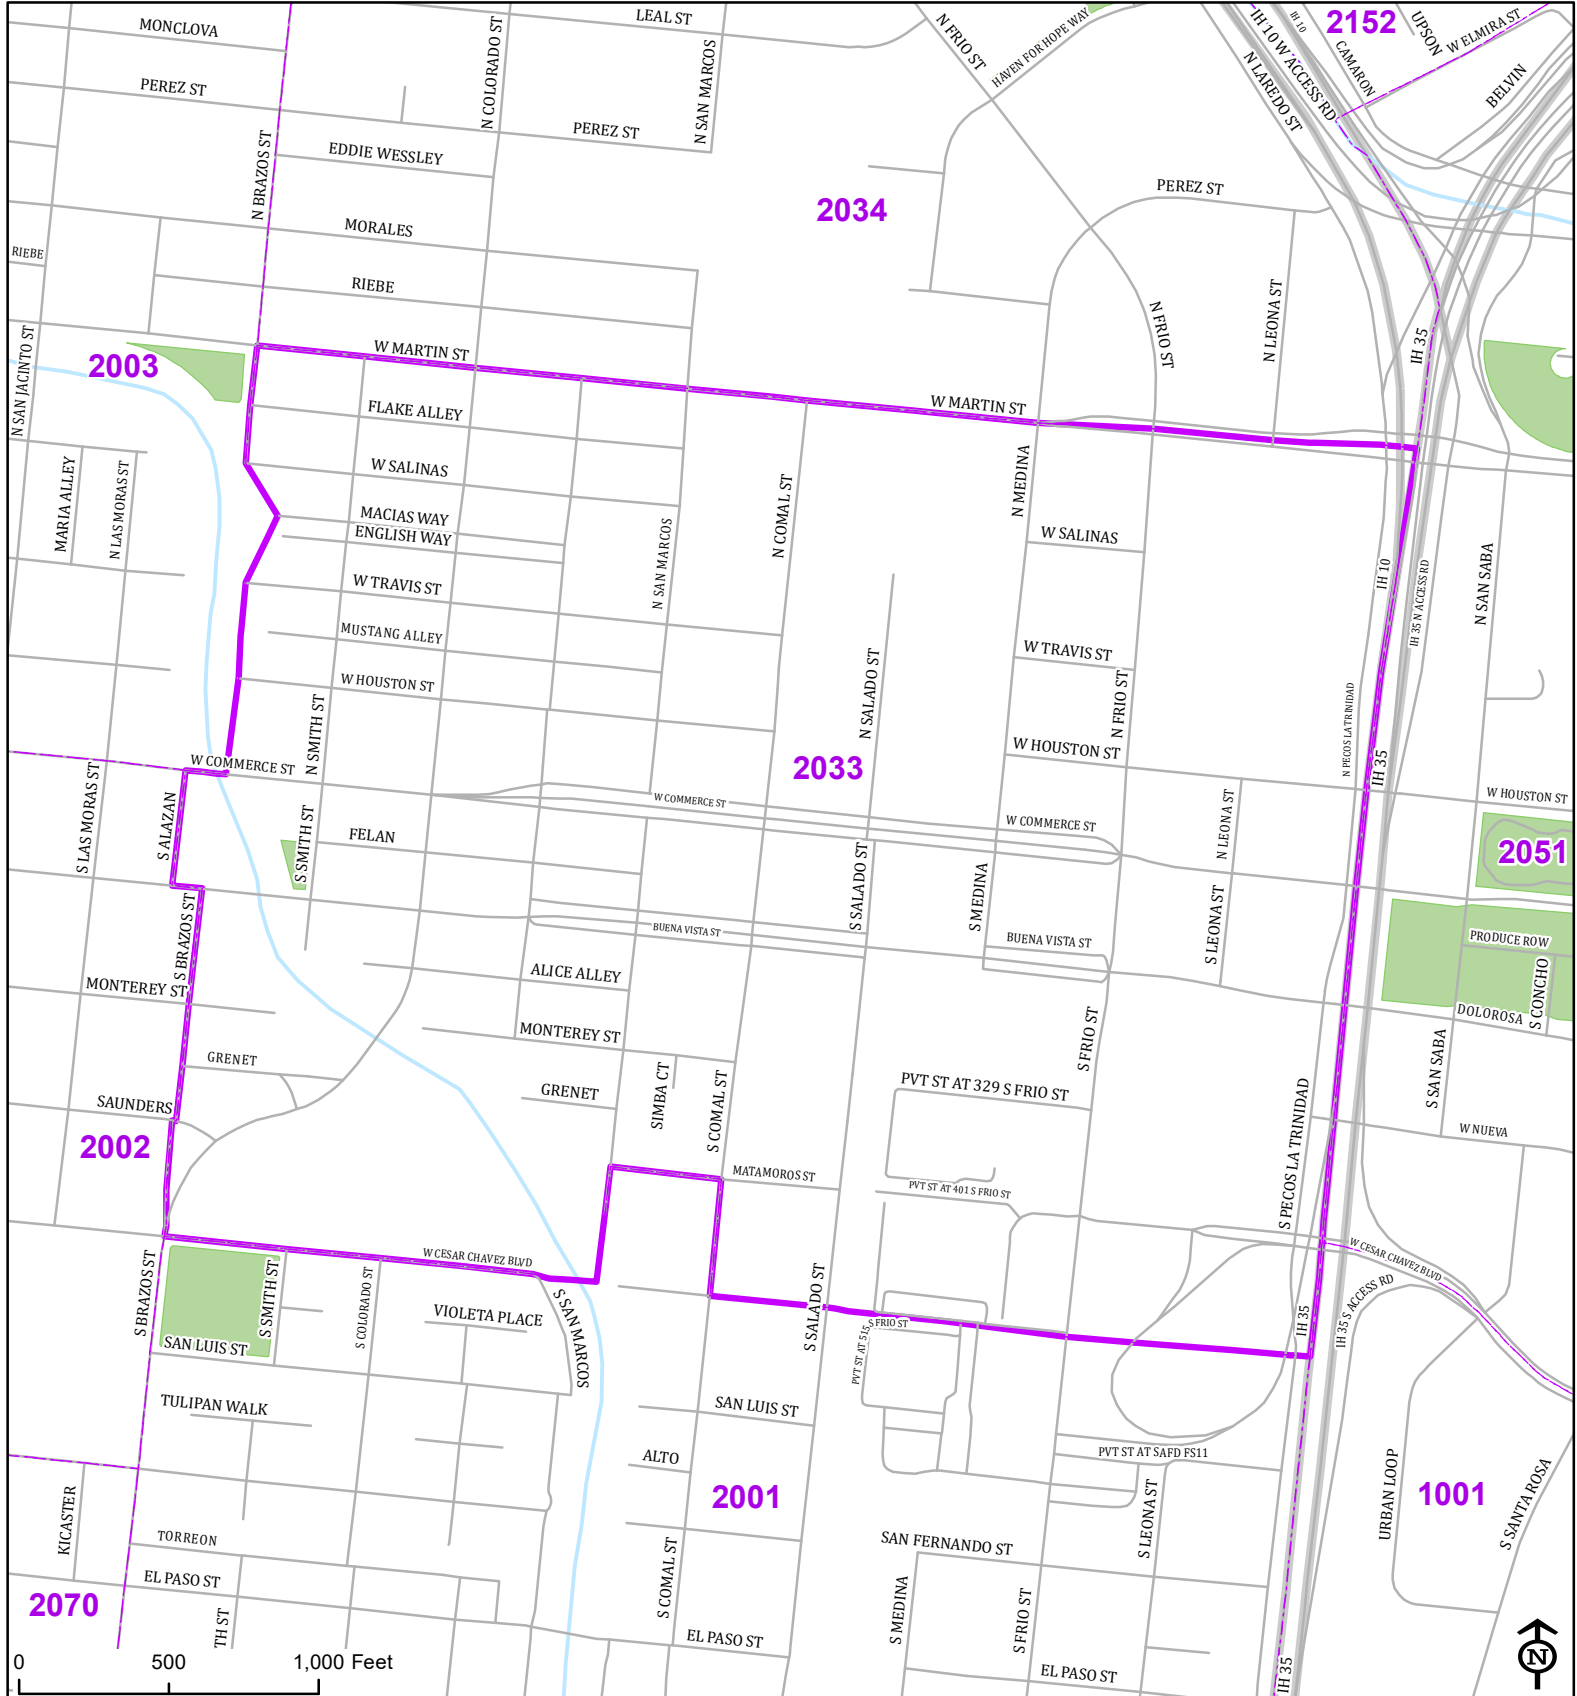 LEAL ST
2152
UPSON
W ELMIRA ST
MONCLOVA
N COLORADO ST
N SAN MARCOS
N FRIO ST
HAVEN FOR HOPE WAY
IH 10
IH 10 W ACCESS RD
CAMARON
BELVIN
N LAREDO ST
PEREZ ST
PEREZ ST
EDDIE WESSLEY
N BRAZOS ST
PEREZ ST
2034
MORALES
RIEBE
RIEBE
N LEONA ST
N FRIO ST
IH 35
N SAN JACINTO ST
2003
W MARTIN ST
W MARTIN ST
FLAKE ALLEY
W SALINAS
N MEDINA
N COMAL ST
MARIA ALLEY
N LAS MORAS ST
MACIAS WAY
ENGLISH WAY
N SAN MARCOS
W SALINAS
IH 10
IH 35 N ACCESS RD
N SAN SABA
W TRAVIS ST
MUSTANG ALLEY
W TRAVIS ST
N SALADO ST
W HOUSTON ST
N FRIO ST
N PECOS LA TRINIDAD
N SMITH ST
W COMMERCE ST
2033
W HOUSTON ST
IH 35
S LAS MORAS ST
S ALAZAN
W COMMERCE ST
W HOUSTON ST
N LEONA ST
W COMMERCE ST
S SMITH ST
FELAN
2051
S SALADO ST
S MEDINA
S LEONA ST
S BRAZOS ST
BUENA VISTA ST
BUENA VISTA ST
PRODUCE ROW
ALICE ALLEY
MONTEREY ST
S CONCHO
DOLOROSA
MONTEREY ST
S FRIO ST
GRENET
SIMBA CT
S COMAL ST
S SAN SABA
GRENET
PVT ST AT 329 S FRIO ST
SAUNDERS
S PECOS LA TRINIDAD
W NUEVA
2002
MATAMOROS ST
PVT ST AT 401 S FRIO ST
W CESAR CHAVEZ BLVD
W CESAR CHAVEZ BLVD
S BRAZOS ST
S SMITH ST
S COLORADO ST
S SAN MARCOS
S SALADO ST
IH 35
IH 35 S ACCESS RD
VIOLETA PLACE
PVT ST AT 515 S FRIO ST
SAN LUIS ST
TULIPAN WALK
SAN LUIS ST
ALTO
PVT ST AT SAFD FS11
2001
1001
URBAN LOOP
S SANTA ROSA
KICASTER
S LEONA ST
TORREON
SAN FERNANDO ST
EL PASO ST
S COMAL ST
S MEDINA
S FRIO ST
2070
TH ST
EL PASO ST
EL PASO ST
IH 35
N
0 500 1,000 Feet